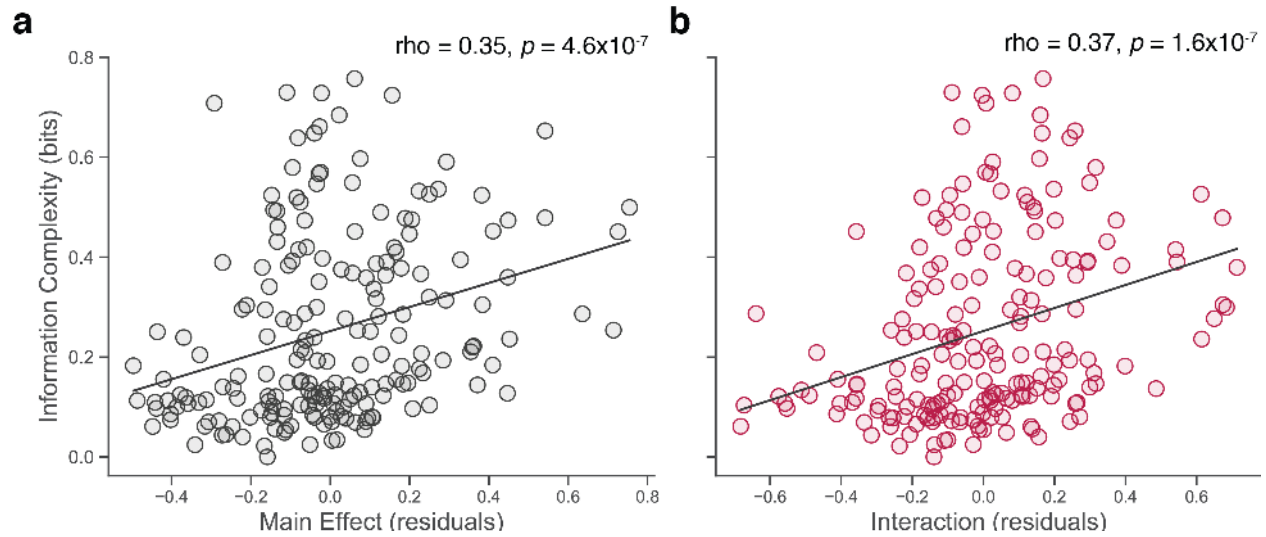 a
rho = 0.35, p = 4.6x10⁻⁷
Information Complexity (bits)
0.8
0.6
0.4
0.2
0.0
−0.4 −0.2 0.0 0.2 0.4 0.6 0.8
Main Effect (residuals)
b
rho = 0.37, p = 1.6x10⁻⁷
−0.6 −0.4 −0.2 0.0 0.2 0.4 0.6
Interaction (residuals)